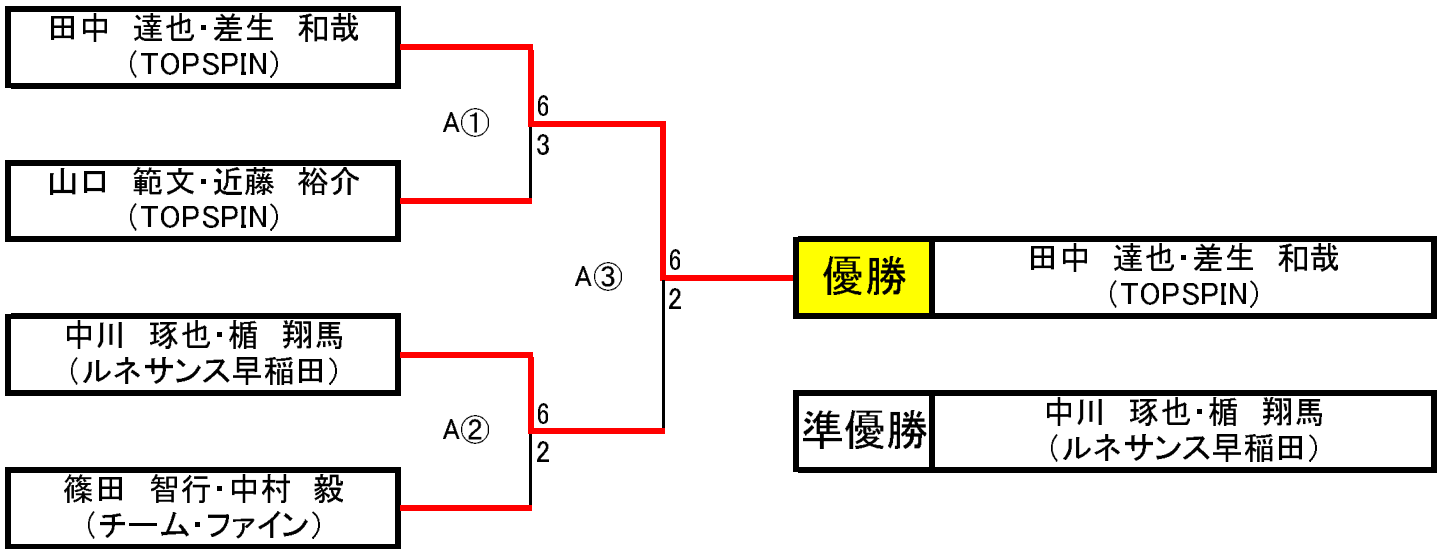 田中　達也・差生　和哉
（TOPSPIN）
6
A①
3
山口　範文・近藤　裕介
（TOPSPIN）
6
A③
2
優勝
田中　達也・差生　和哉
（TOPSPIN）
中川　琢也・楯　翔馬
（ルネサンス早稲田）
6
A②
2
準優勝
中川　琢也・楯　翔馬
（ルネサンス早稲田）
篠田　智行・中村　毅
（チーム・ファイン）